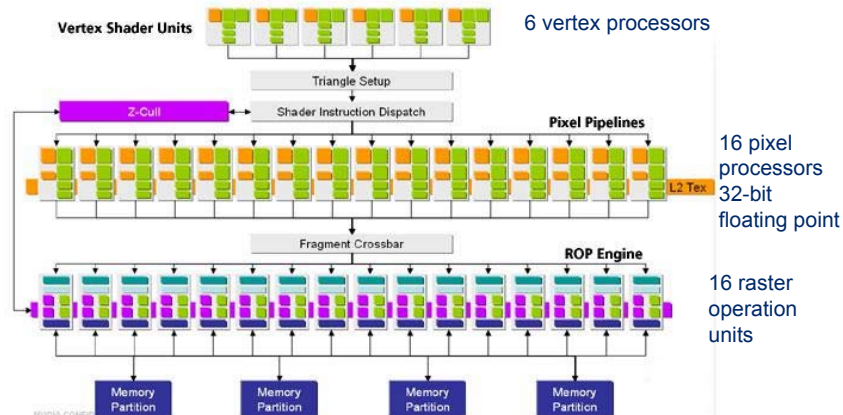 Vertex Shader Units
6 vertex processors
Triangle Setup
Z-Cull
Shader Instruction Dispatch
Pixel Pipelines
16 pixel
processors
32-bit
floating point
L2 Tex
Fragment Crossbar
ROP Engine
16 raster
operation
units
Memory
Partition
Memory
Partition
Memory
Partition
Memory
Partition